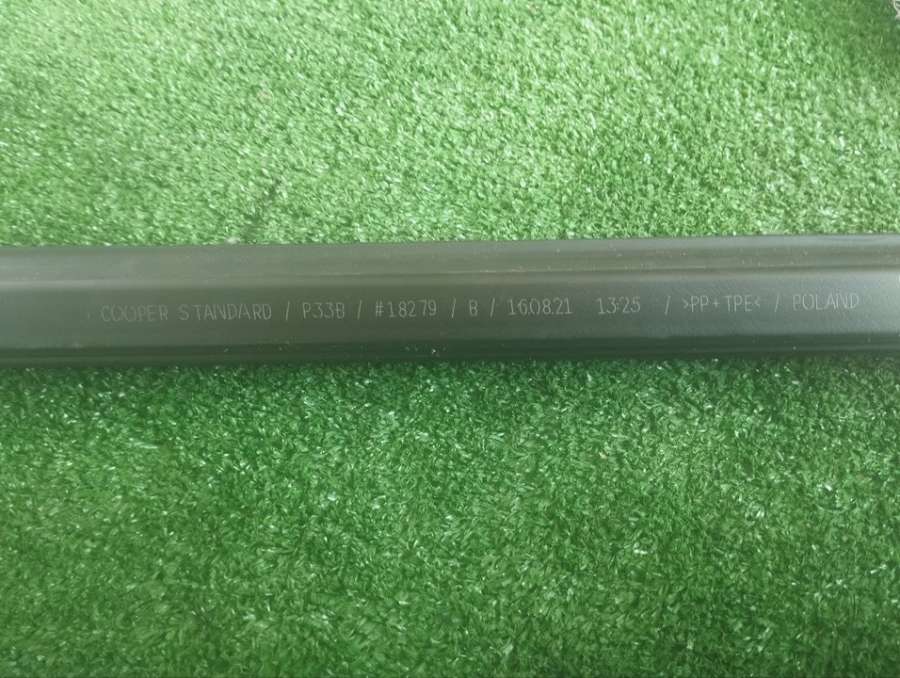 COOPER STANDARD / P33B / #18279 / B / 16.08.21 13:25 / >PP+TPE< / POLAND